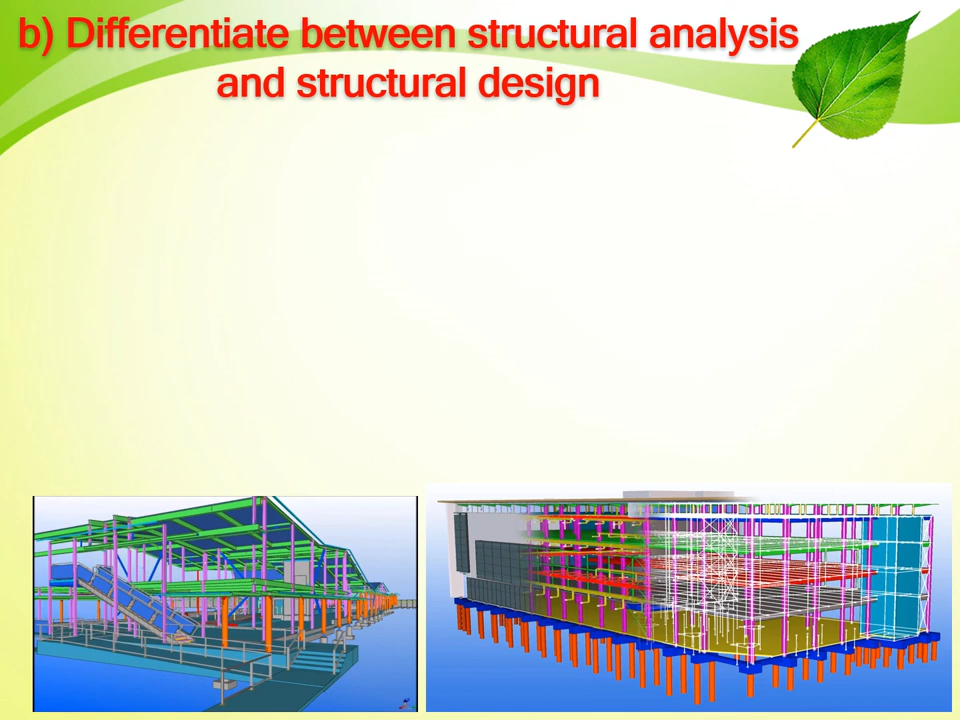 b) Differentiate between structural analysis
and structural design